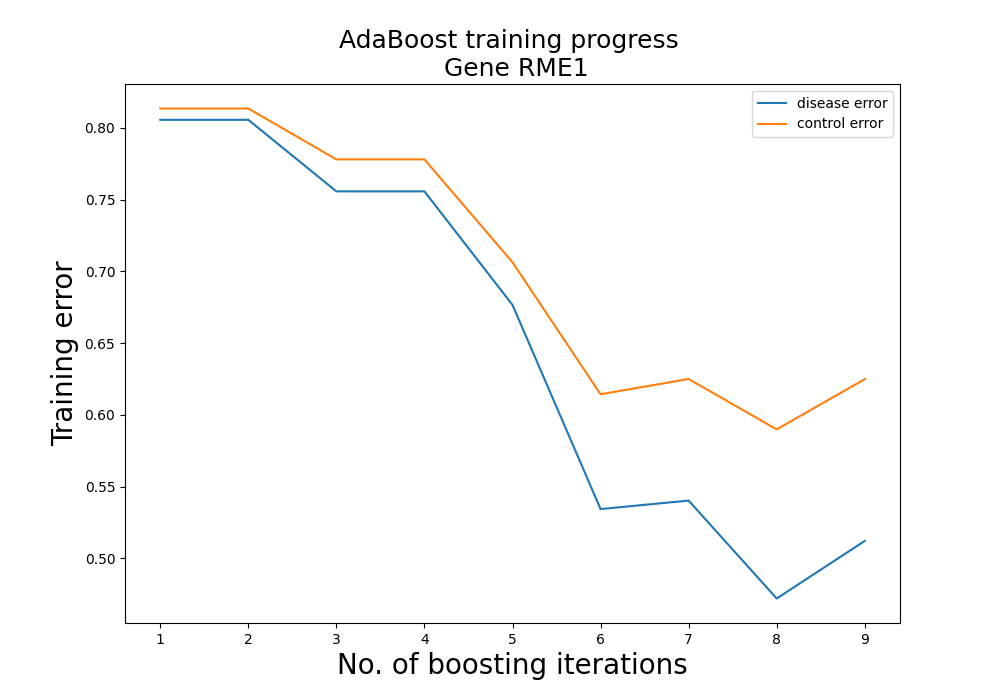 AdaBoost training progress
Gene RME1
disease error
control error
Training error
0.80
0.75
0.70
0.65
0.60
0.55
0.50
1 2 3 4 5 6 7 8 9
No. of boosting iterations